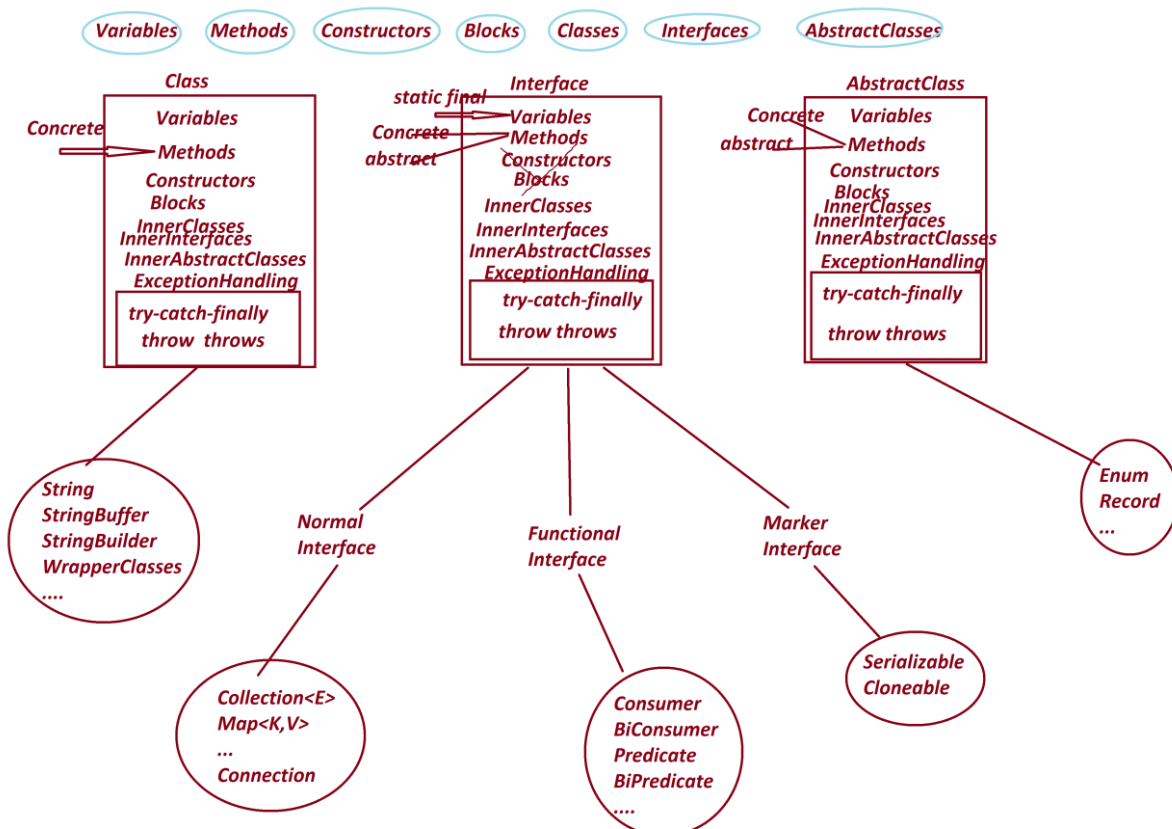 Variables Methods Constructors Blocks Classes Interfaces AbstractClasses
Class
Concrete
Variables
Methods
Constructors
Blocks
InnerClasses
InnerInterfaces
InnerAbstractClasses
ExceptionHandling
try-catch-finally
throw throws
String
StringBuffer
StringBuilder
WrapperClasses
....
Interface
static final
Variables
Concrete
Methods
abstract
Constructors
Blocks
InnerClasses
InnerInterfaces
InnerAbstractClasses
ExceptionHandling
try-catch-finally
throw throws
Normal
Interface
Collection<E>
Map<K,V>
...
Connection
Functional
Interface
Consumer
BiConsumer
Predicate
BiPredicate
....
Marker
Interface
Serializable
Cloneable
AbstractClass
Concrete
Variables
abstract
Methods
Constructors
Blocks
InnerClasses
InnerInterfaces
InnerAbstractClasses
ExceptionHandling
try-catch-finally
throw throws
Enum
Record
...